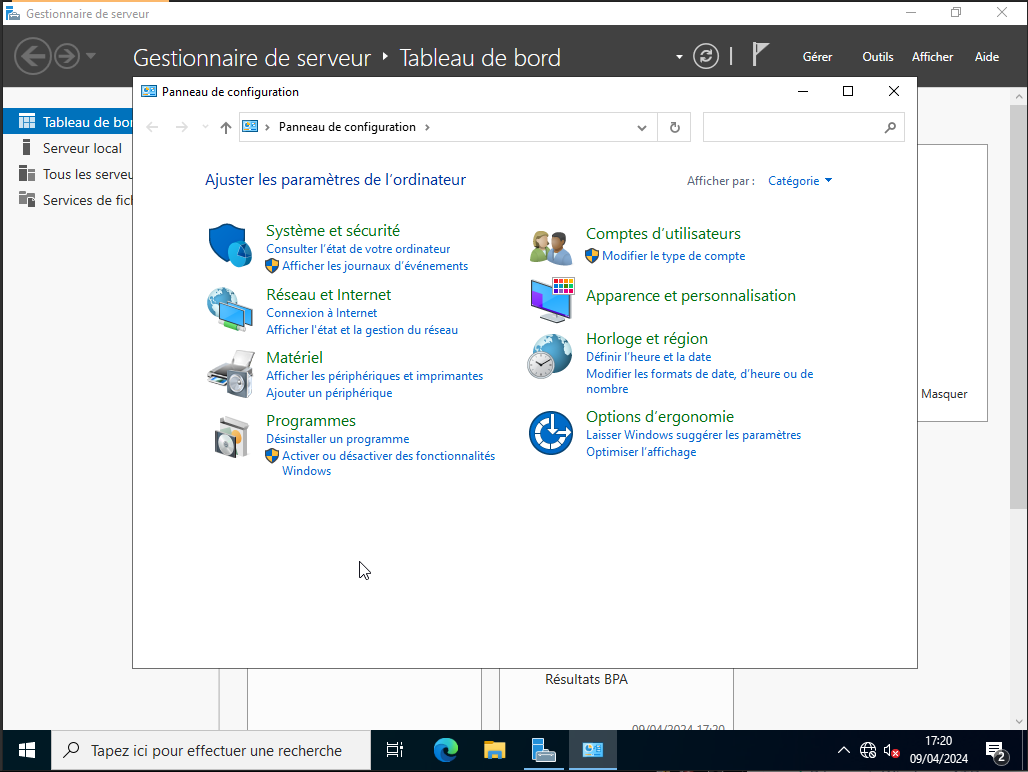 Gestionnaire de serveur
Gestionnaire de serveur ‣ Tableau de bord
Gérer Outils Afficher Aide
Panneau de configuration
Panneau de configuration
Tableau de bor
Serveur local
Tous les serveu
Services de fich
Ajuster les paramètres de l'ordinateur
Afficher par : Catégorie
Système et sécurité
Consulter l'état de votre ordinateur
Afficher les journaux d'événements
Réseau et Internet
Connexion à Internet
Afficher l'état et la gestion du réseau
Matériel
Afficher les périphériques et imprimantes
Ajouter un périphérique
Programmes
Désinstaller un programme
Activer ou désactiver des fonctionnalités
Windows
Comptes d'utilisateurs
Modifier le type de compte
Apparence et personnalisation
Horloge et région
Définir l'heure et la date
Modifier les formats de date, d'heure ou de
nombre
Options d'ergonomie
Laisser Windows suggérer les paramètres
Optimiser l'affichage
Masquer
Résultats BPA
09/04/2024 17:20
Tapez ici pour effectuer une recherche
17:20
09/04/2024
2